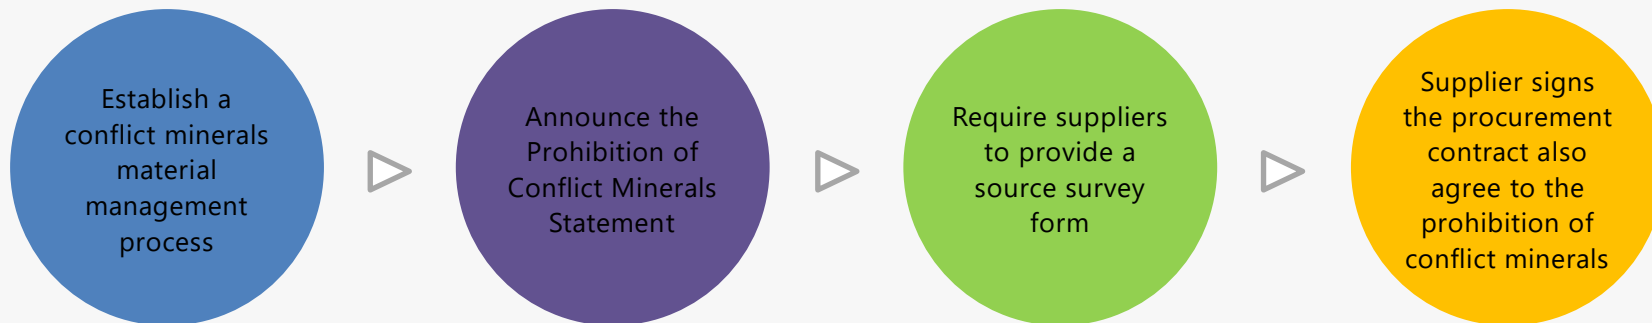 Establish a
conflict minerals
material
management
process
Announce the
Prohibition of
Conflict Minerals
Statement
Require suppliers
to provide a
source survey
form
Supplier signs
the procurement
contract also
agree to the
prohibition of
conflict minerals